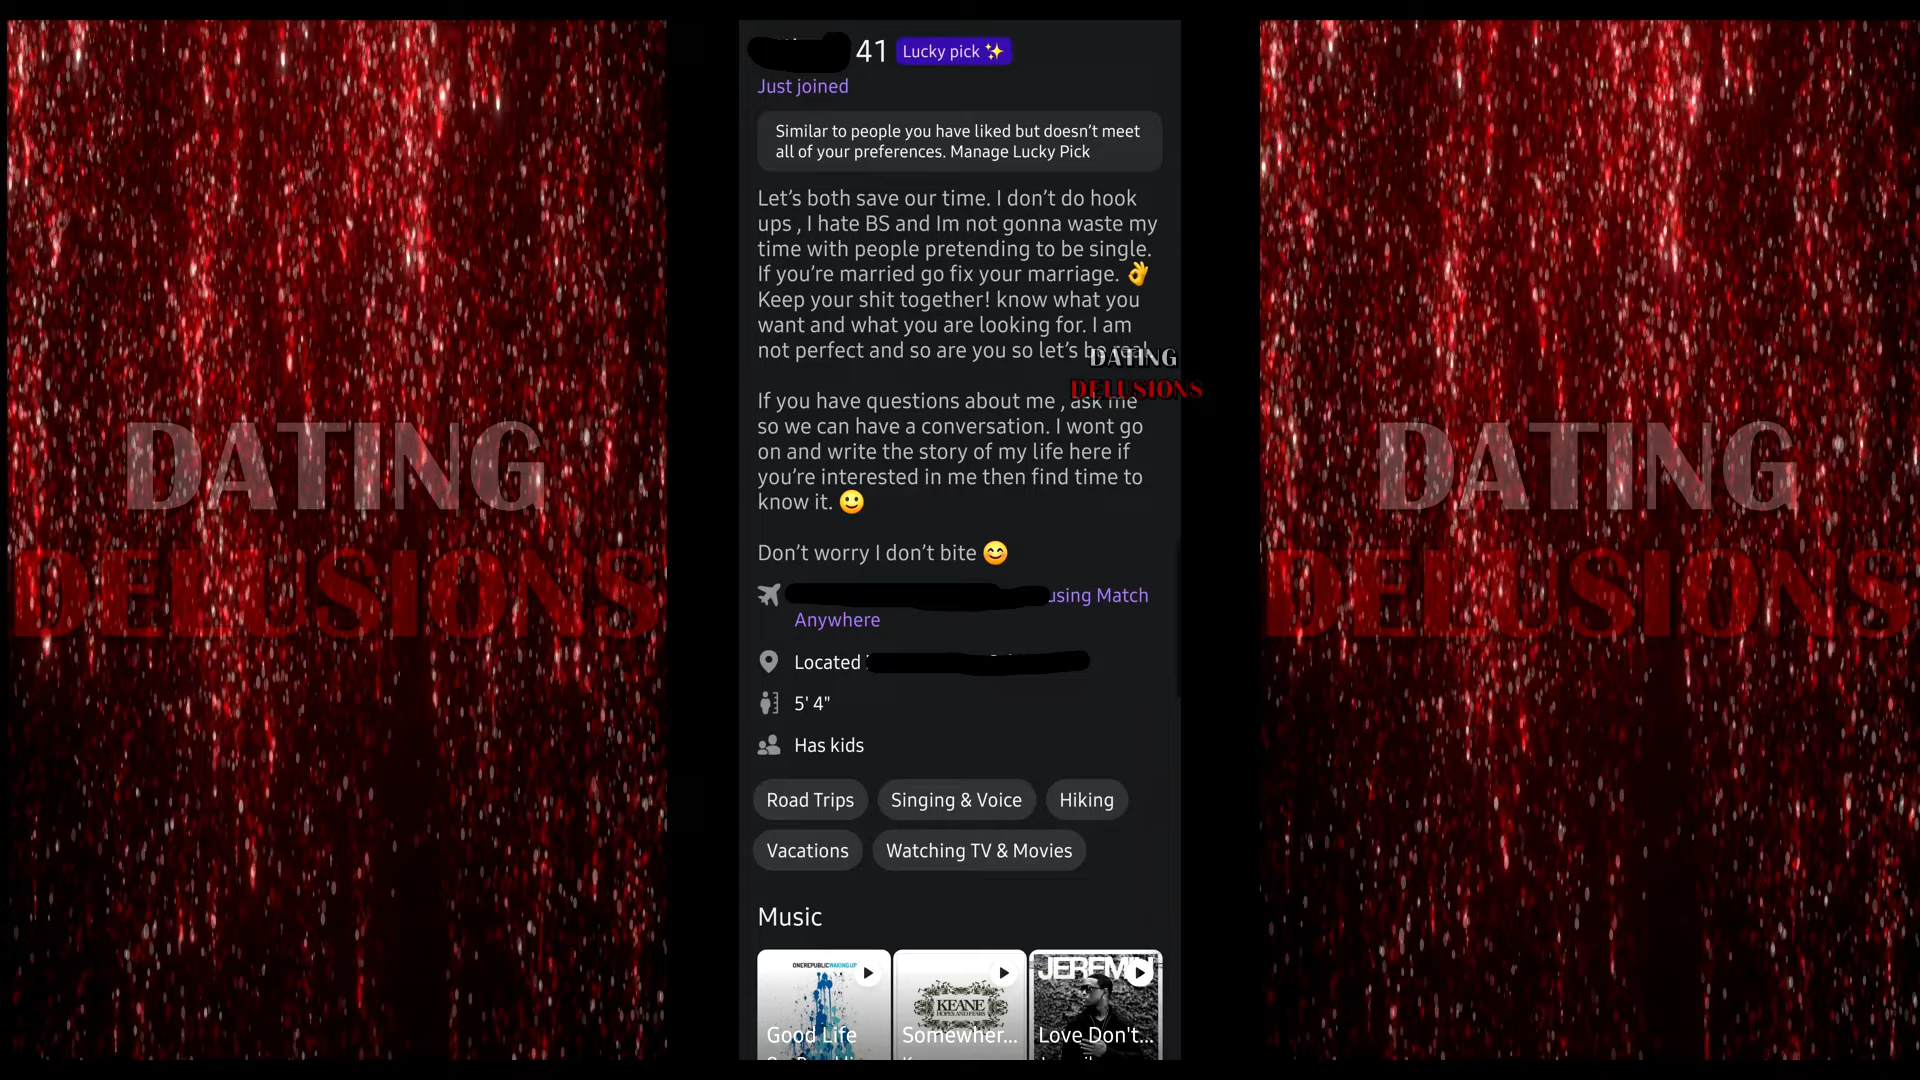 41 Lucky pick ✨
Just joined
Similar to people you have liked but doesn't meet
all of your preferences. Manage Lucky Pick
Let's both save our time. I don't do hook
ups , I hate BS and Im not gonna waste my
time with people pretending to be single.
If you're married go fix your marriage. 👌
Keep your shit together! know what you
want and what you are looking for. I am
not perfect and so are you so let's be real
If you have questions about me , ask me
so we can have a conversation. I wont go
on and write the story of my life here if
you're interested in me then find time to
know it. 🙂
Don't worry I don't bite 😊
using Match
Anywhere
Located
5' 4"
Has kids
Road Trips
Singing & Voice
Hiking
Vacations
Watching TV & Movies
Music
ONEREPUBLIC WAKING UP
Good Life
KEANE
HOPES AND FEARS
Somewher...
JEREMIH
Love Don't...
DATING
DELUSIONS
DATING
DELUSIONS
DATING
DELUSIONS